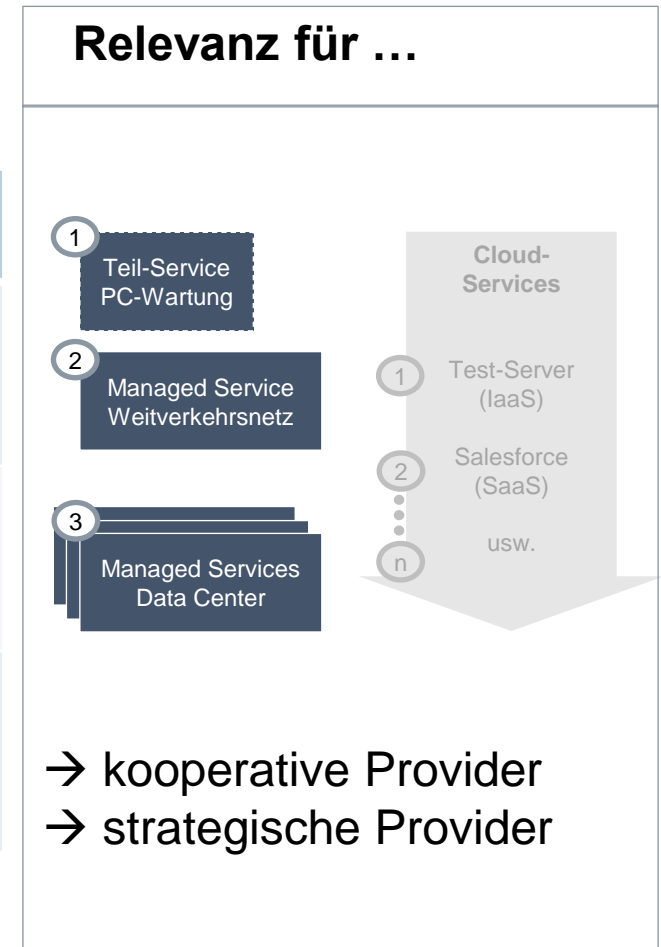 Relevanz für …
1
Teil-Service
PC-Wartung
2
Managed Service
Weitverkehrsnetz
3
Managed Services
Data Center
Cloud-
Services
1
Test-Server
(IaaS)
2
Salesforce
(SaaS)
usw.
n
→ kooperative Provider
→ strategische Provider